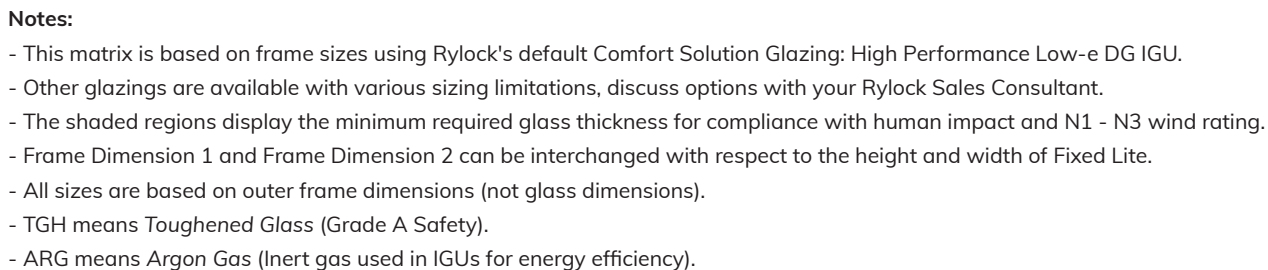 Notes:
- This matrix is based on frame sizes using Rylock's default Comfort Solution Glazing: High Performance Low-e DG IGU.
- Other glazings are available with various sizing limitations, discuss options with your Rylock Sales Consultant.
- The shaded regions display the minimum required glass thickness for compliance with human impact and N1 - N3 wind rating.
- Frame Dimension 1 and Frame Dimension 2 can be interchanged with respect to the height and width of Fixed Lite.
- All sizes are based on outer frame dimensions (not glass dimensions).
- TGH means Toughened Glass (Grade A Safety).
- ARG means Argon Gas (Inert gas used in IGUs for energy efficiency).